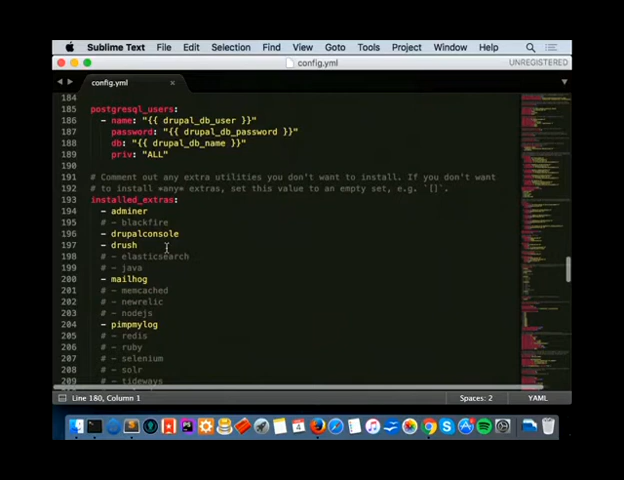 Sublime Text File Edit Selection Find View Goto Tools Project Window Help
config.yml UNREGISTERED
config.yml
184
185 postgresql_users:
186 - name: "{{ drupal_db_user }}"
187 password: "{{ drupal_db_password }}"
188 db: "{{ drupal_db_name }}"
189 priv: "ALL"
190
191 # Comment out any extra utilities you don't want to install. If you don't want
192 # to install *any* extras, set this value to an empty set, e.g. `[]`.
193 installed_extras:
194 - adminer
195 # - blackfire
196 - drupalconsole
197 - drush
198 # - elasticsearch
199 # - java
200 - mailhog
201 # - memcached
202 # - newrelic
203 # - nodejs
204 - pimpmylog
205 # - redis
206 # - ruby
207 # - selenium
208 # - solr
209 # - tideways
Line 180, Column 1 Spaces: 2 YAML